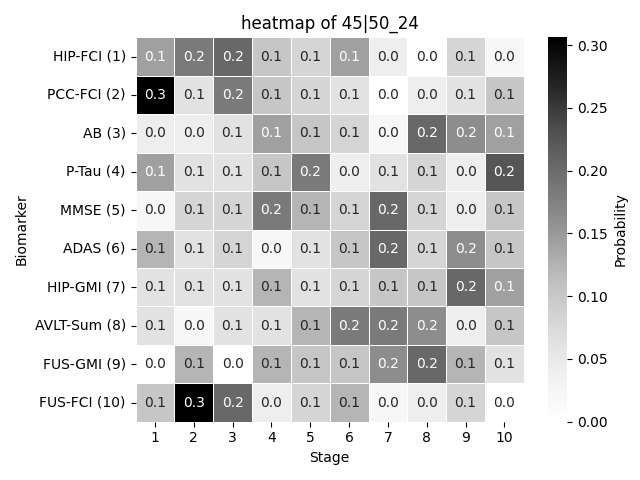 heatmap of 45|50_24
HIP-FCI (1) 0.1 0.2 0.2 0.1 0.1 0.1 0.0 0.0 0.1 0.0
PCC-FCI (2) 0.3 0.1 0.2 0.1 0.1 0.1 0.0 0.0 0.1 0.1
AB (3) 0.0 0.0 0.1 0.1 0.1 0.1 0.0 0.2 0.2 0.1
P-Tau (4) 0.1 0.1 0.1 0.1 0.2 0.0 0.1 0.1 0.0 0.2
MMSE (5) 0.0 0.1 0.1 0.2 0.1 0.1 0.2 0.1 0.0 0.1
ADAS (6) 0.1 0.1 0.1 0.0 0.1 0.1 0.2 0.1 0.2 0.1
HIP-GMI (7) 0.1 0.1 0.1 0.1 0.1 0.1 0.1 0.1 0.2 0.1
AVLT-Sum (8) 0.1 0.0 0.1 0.1 0.1 0.2 0.2 0.2 0.0 0.1
FUS-GMI (9) 0.0 0.1 0.0 0.1 0.1 0.1 0.2 0.2 0.1 0.1
FUS-FCI (10) 0.1 0.3 0.2 0.0 0.1 0.1 0.0 0.0 0.1 0.0
1 2 3 4 5 6 7 8 9 10
Stage
Biomarker
0.30
0.25
0.20
0.15
0.10
0.05
0.00
Probability